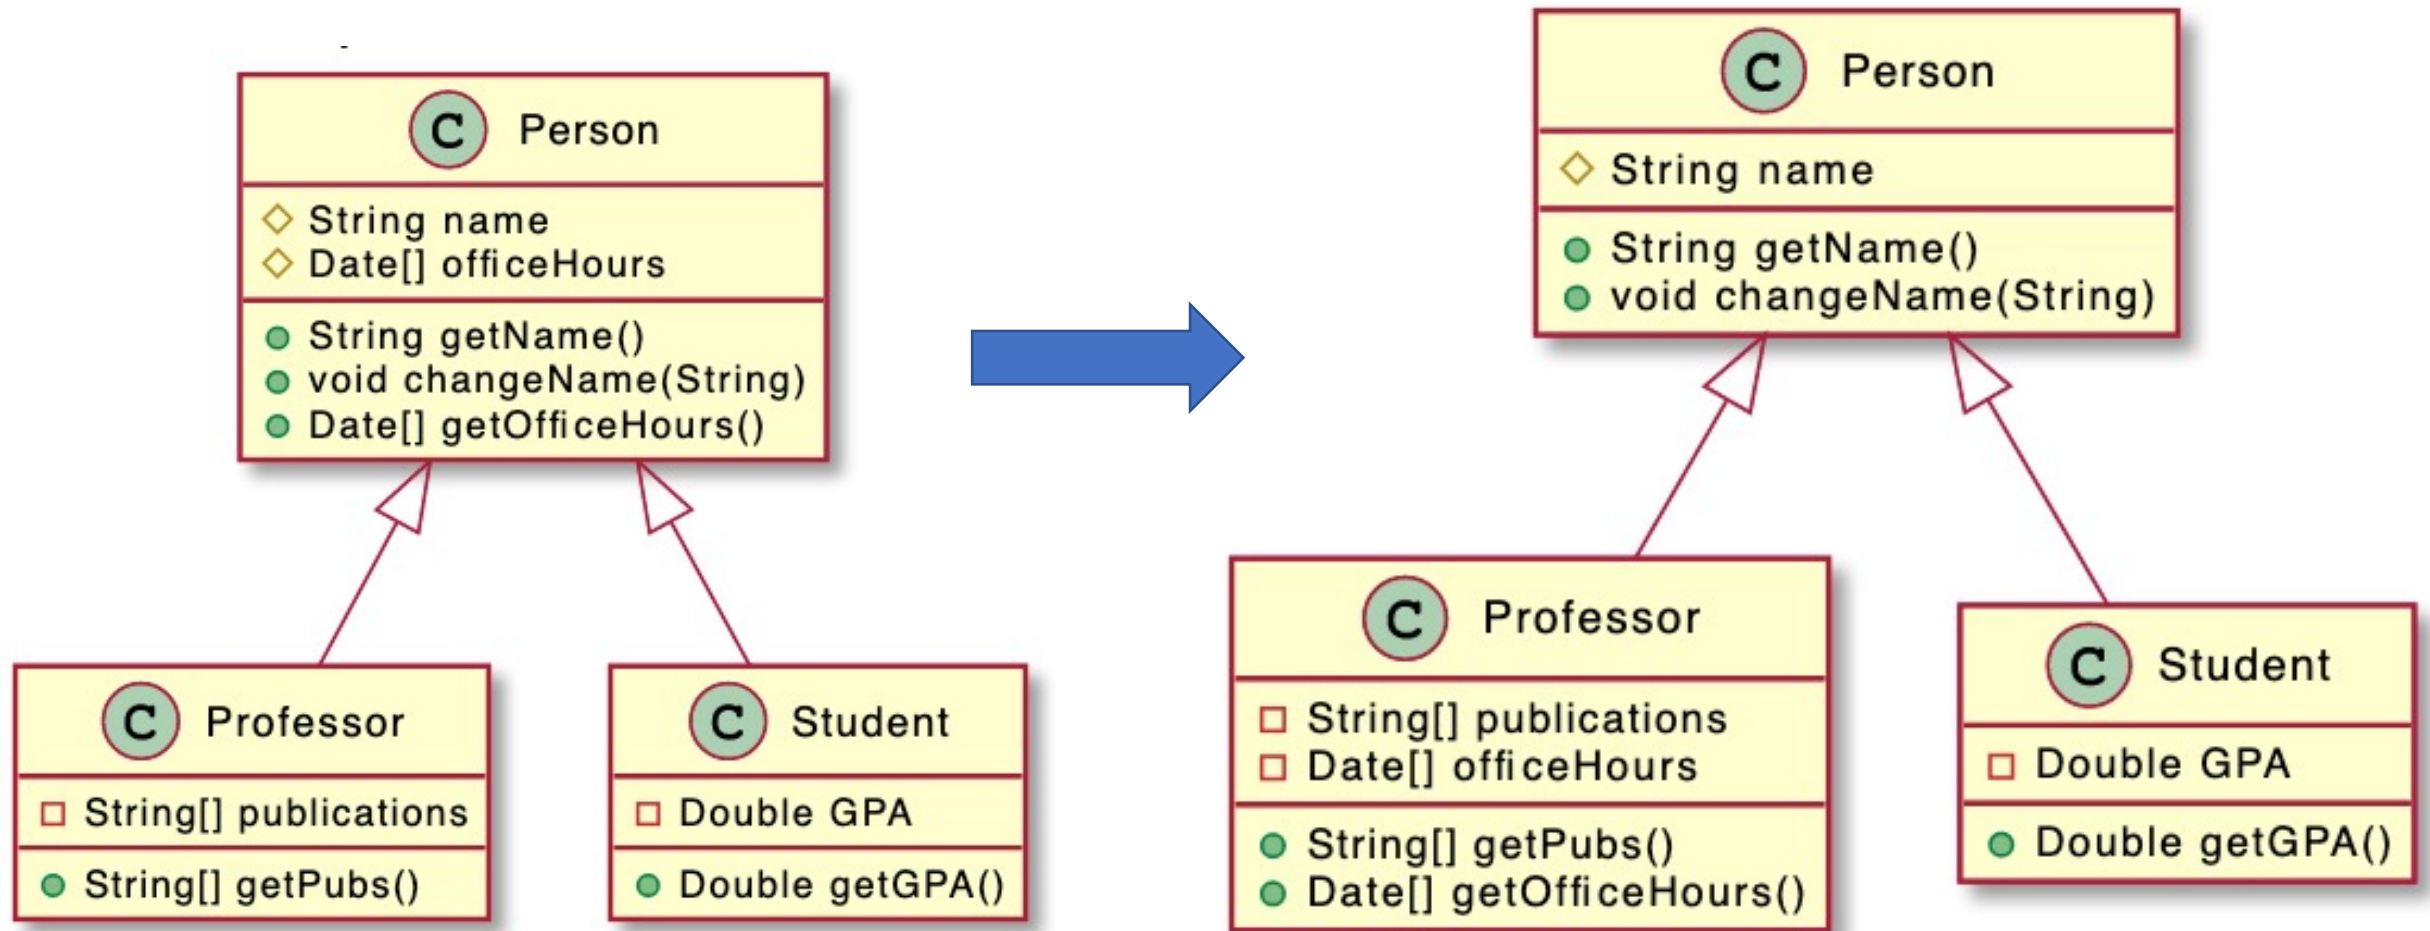 C Person
String name
Date[] officeHours
String getName()
void changeName(String)
Date[] getOfficeHours()
C Professor
String[] publications
String[] getPubs()
C Student
Double GPA
Double getGPA()
C Person
String name
String getName()
void changeName(String)
C Professor
String[] publications
Date[] officeHours
String[] getPubs()
Date[] getOfficeHours()
C Student
Double GPA
Double getGPA()